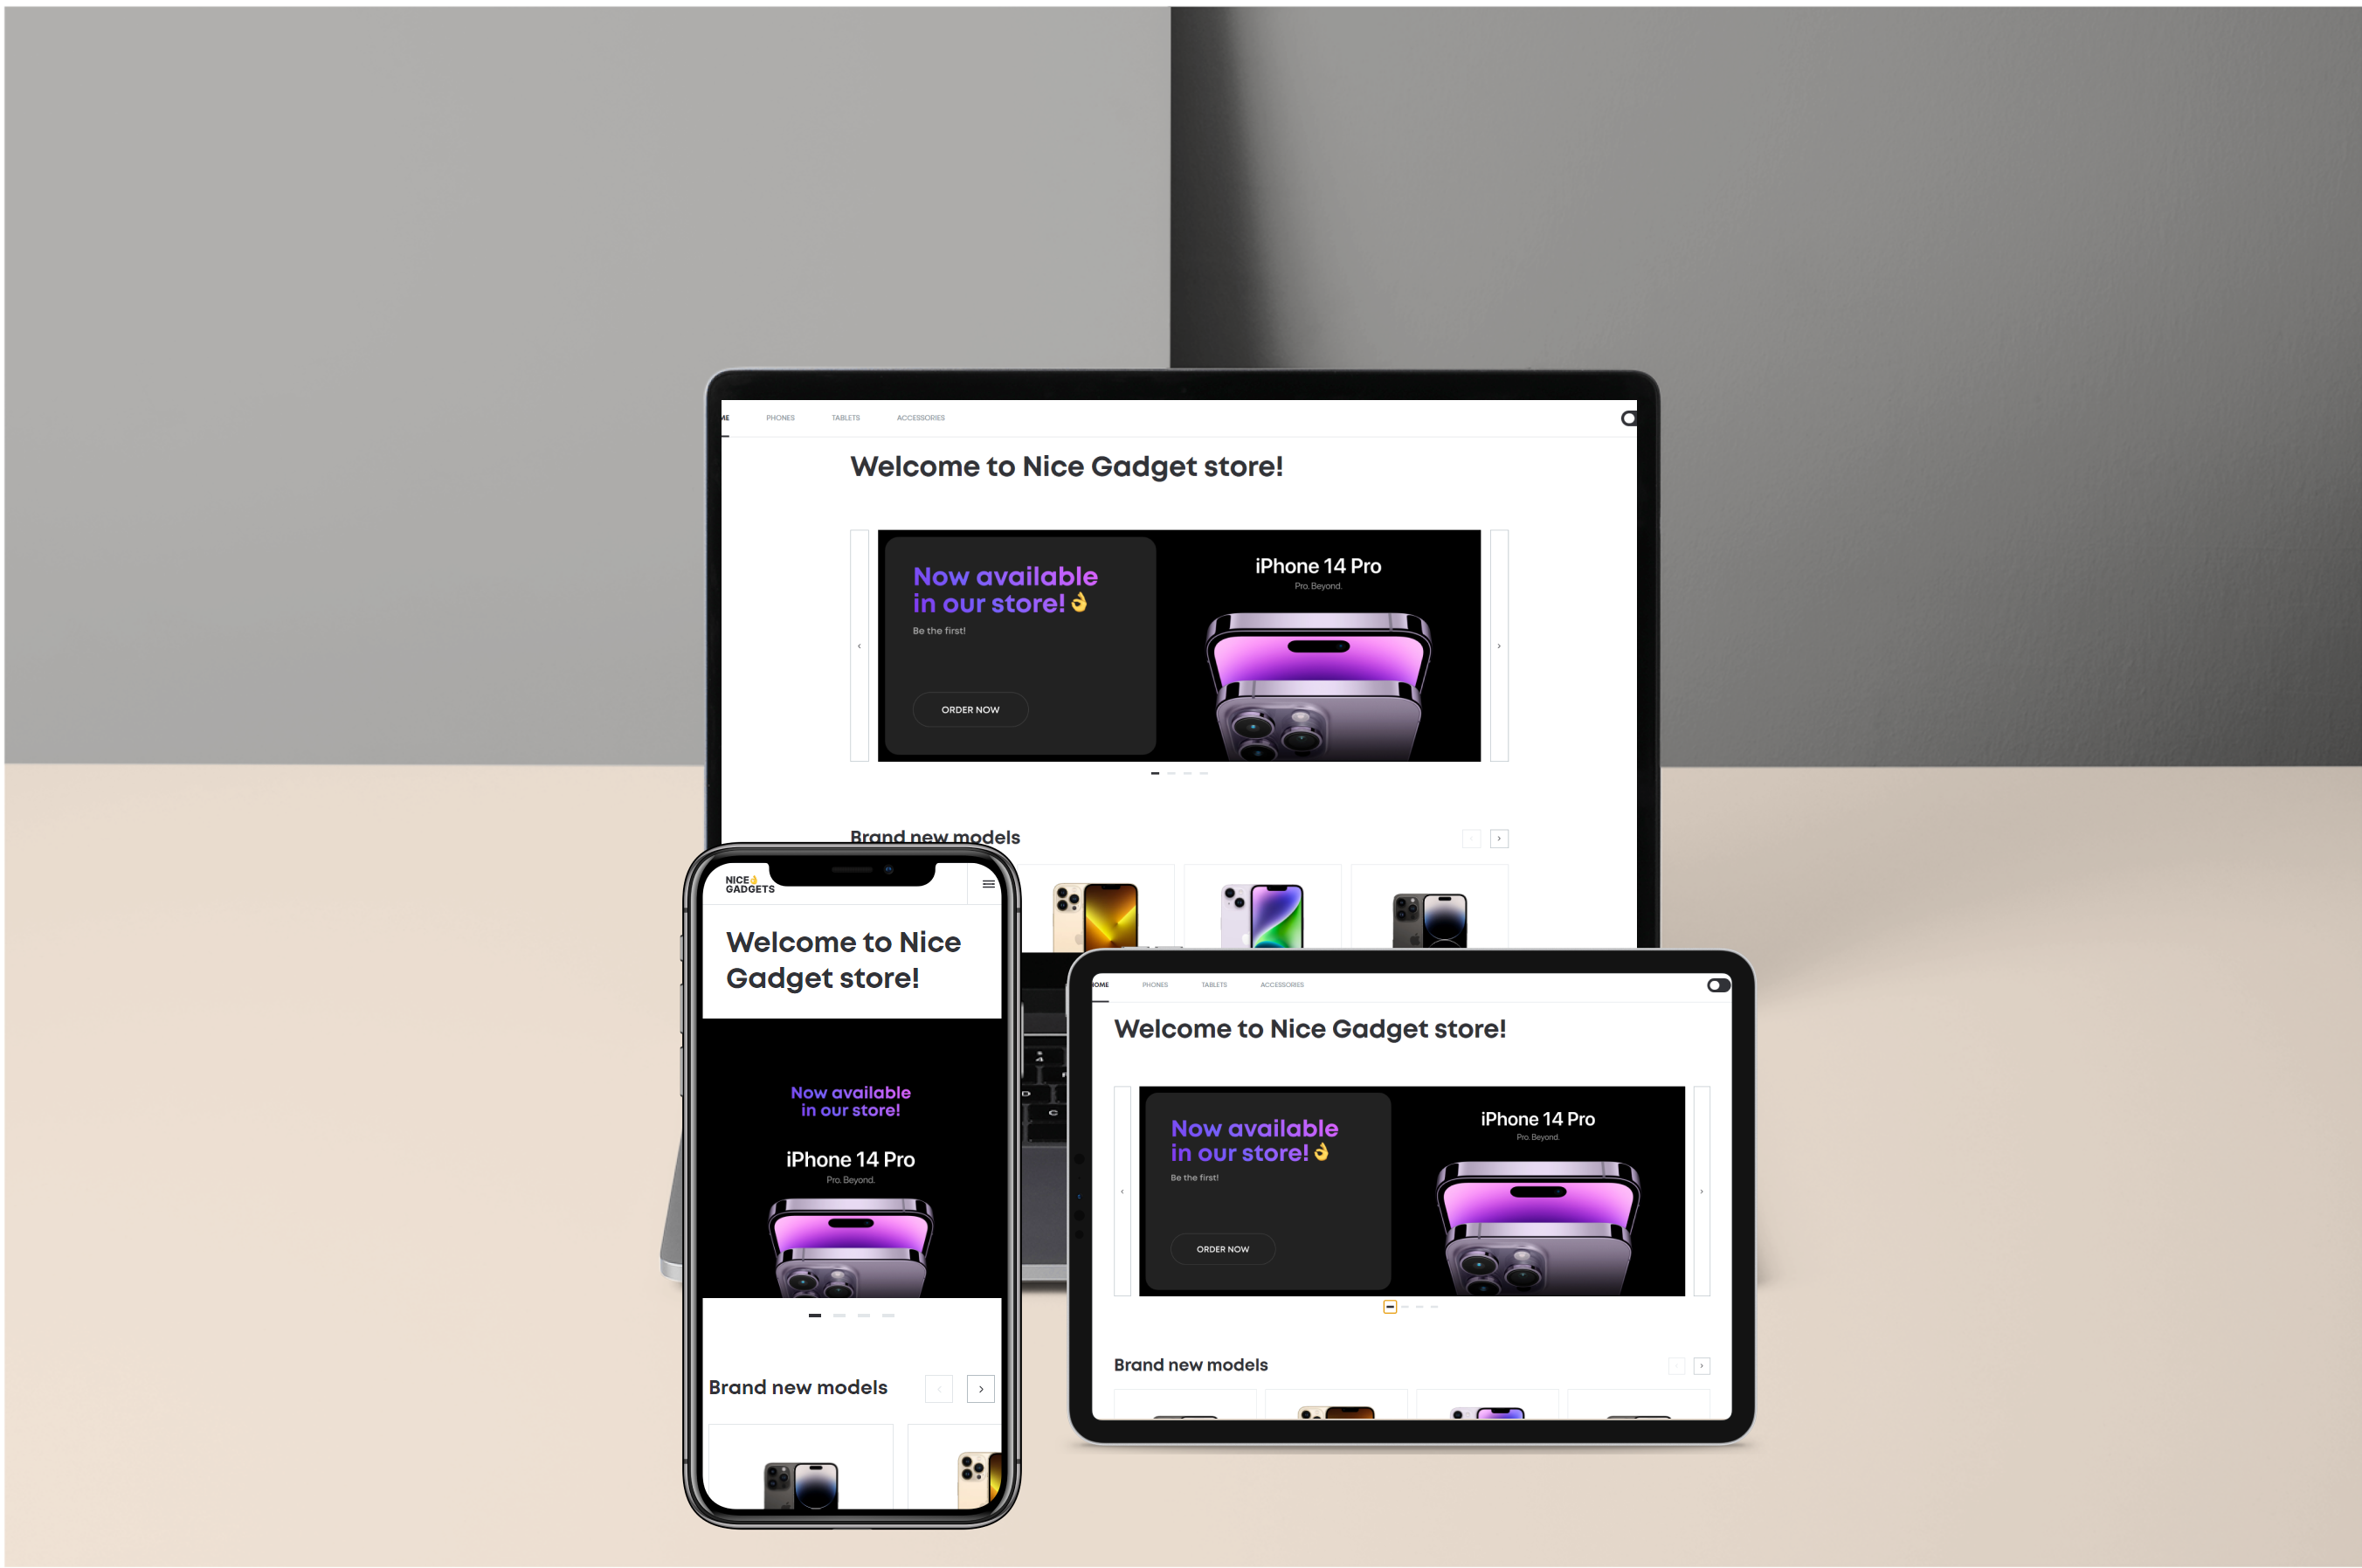 ME PHONES TABLETS ACCESSORIES
Welcome to Nice Gadget store!
Now available
in our store!👌
Be the first!
ORDER NOW
iPhone 14 Pro
Pro. Beyond.
Brand new models
NICE👌
GADGETS
Welcome to Nice
Gadget store!
Now available
in our store!
iPhone 14 Pro
Pro. Beyond.
Brand new models
HOME PHONES TABLETS ACCESSORIES
Welcome to Nice Gadget store!
Now available
in our store!👌
Be the first!
ORDER NOW
iPhone 14 Pro
Pro. Beyond.
Brand new models